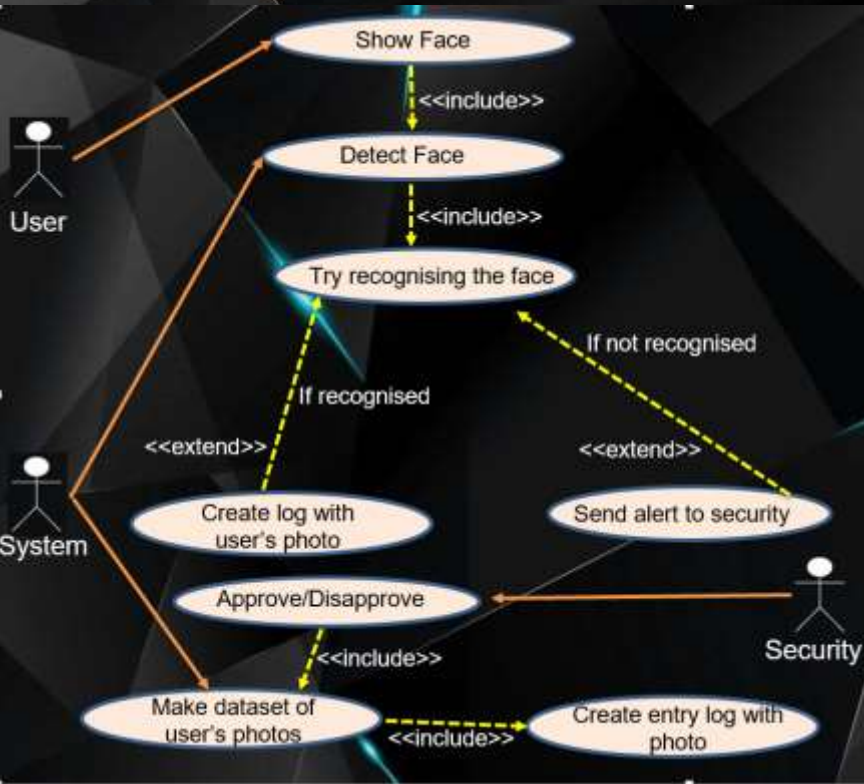 Show Face
<<include>>
Detect Face
User
<<include>>
Try recognising the face
If not recognised
If recognised
<<extend>>
<<extend>>
Create log with
user's photo
Send alert to security
System
Approve/Disapprove
Security
<<include>>
Make dataset of
user's photos
<<include>>
Create entry log with
photo